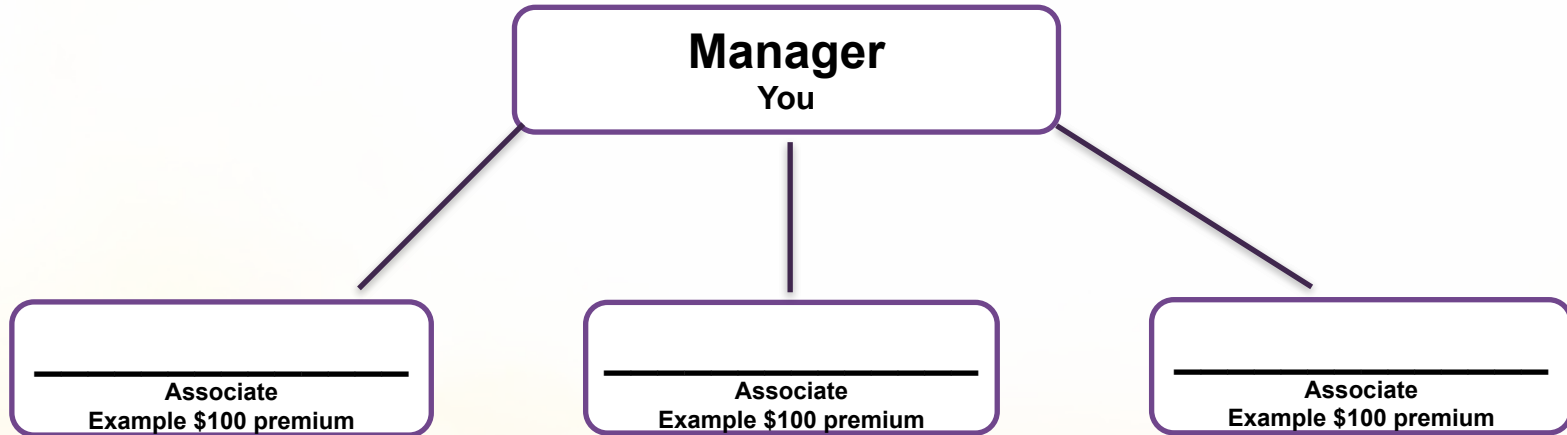 Manager
You
Associate
Example $100 premium
Associate
Example $100 premium
Associate
Example $100 premium